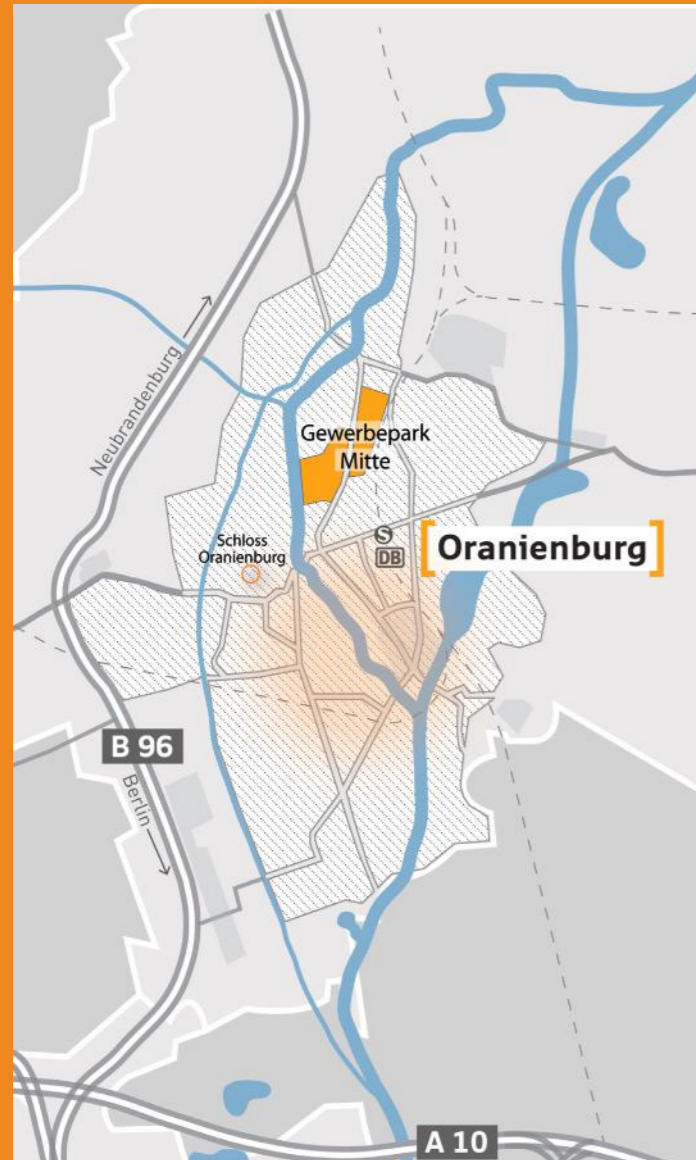 Neubrandenburg
Gewerbepark
Mitte
Schloss
Oranienburg
S
DB
Oranienburg
B 96
Berlin
A 10